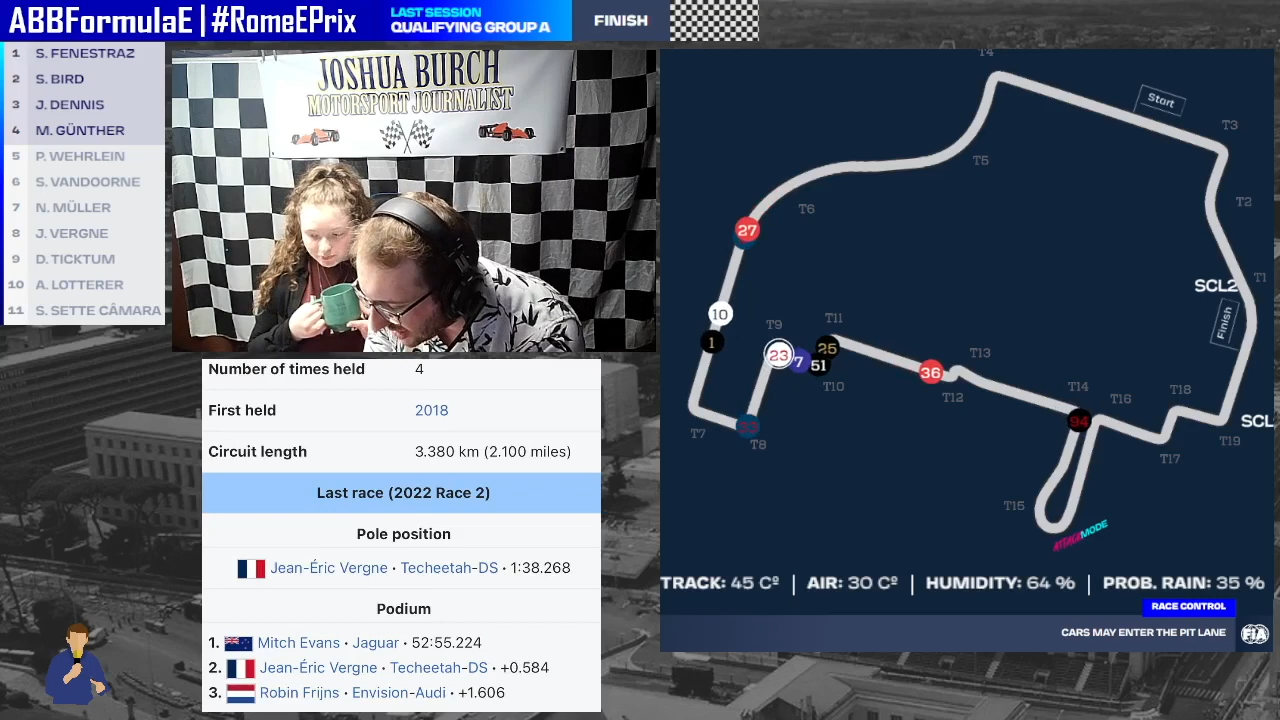 ABBFormulaE | #RomeEPrix
LAST SESSION
QUALIFYING GROUP A
FINISH
1 S. FENESTRAZ
2 S. BIRD
3 J. DENNIS
4 M. GÜNTHER
5 P. WEHRLEIN
6 S. VANDOORNE
7 N. MÜLLER
8 J. VERGNE
9 D. TICKTUM
10 A. LOTTERER
11 S. SETTE CÂMARA
JOSHUA BURCH
MOTORSPORT JOURNALIST
Number of times held 4
First held 2018
Circuit length 3.380 km (2.100 miles)
Last race (2022 Race 2)
Pole position
Jean-Éric Vergne · Techeetah-DS · 1:38.268
Podium
1. Mitch Evans · Jaguar · 52:55.224
2. Jean-Éric Vergne · Techeetah-DS · +0.584
3. Robin Frijns · Envision-Audi · +1.606
T4
Start
T3
T5
T2
T6
27
T1
SCL2
Finish
10
1
T9
T11
23
7
51
25
T10
36
T13
T12
T14
94
T16
T18
SCL
T7
T8
T19
T17
T15
ATTACK MODE
TRACK: 45 Cº | AIR: 30 Cº | HUMIDITY: 64 % | PROB. RAIN: 35 %
RACE CONTROL
CARS MAY ENTER THE PIT LANE
FIA